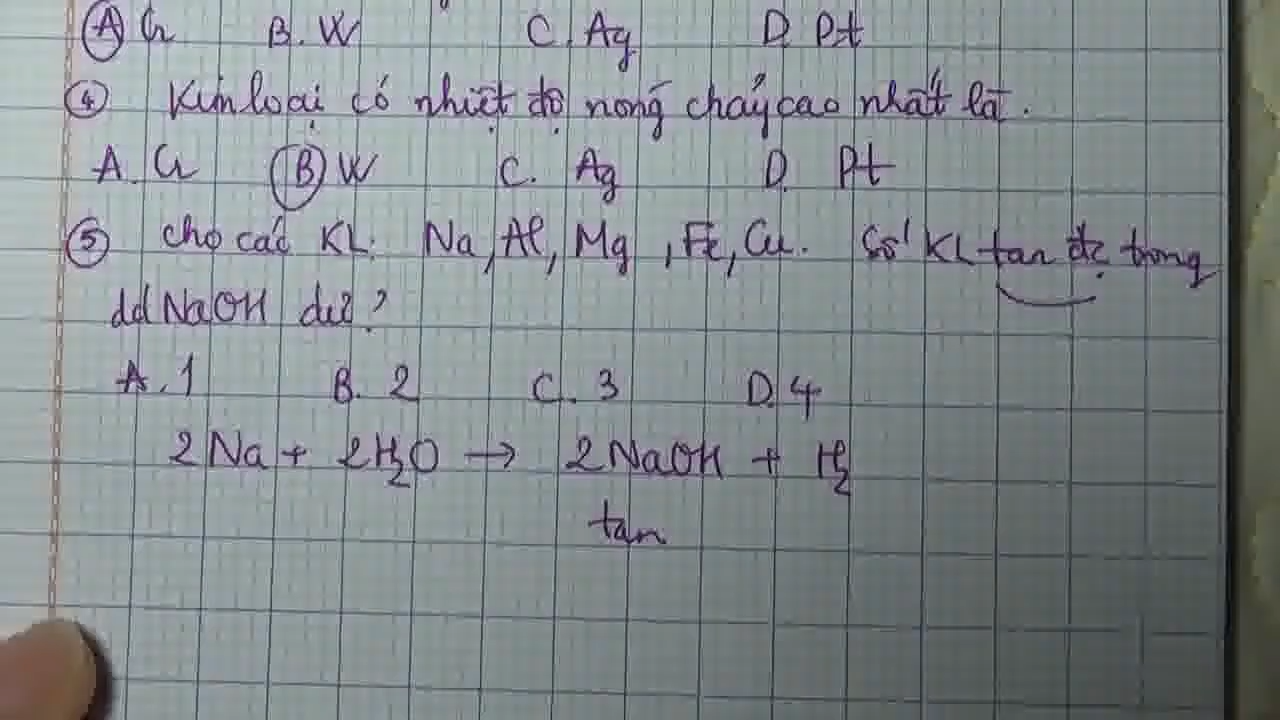 A Cr B. W C. Ag D. Pt
4 Kim loại có nhiệt độ nóng chảy cao nhất là.
A. Cr B W C. Ag D. Pt
5 Cho các KL: Na, Al, Mg, Fe, Cu. Số KL tan đc trong
dd NaOH dư?
A. 1 B. 2 C. 3 D. 4
2Na + 2H₂O → 2NaOH + H₂
tan